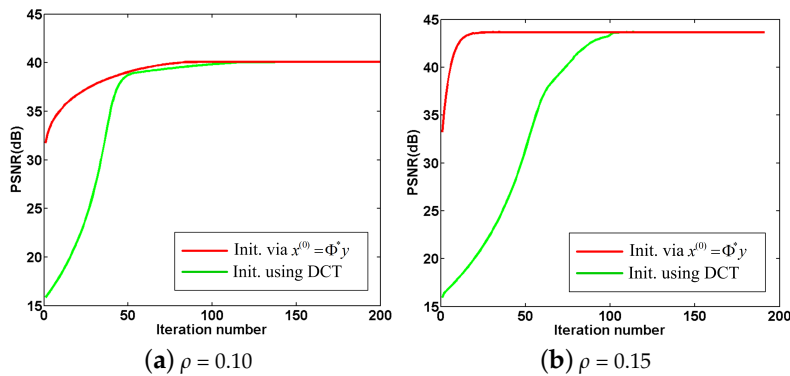 45
40
35
30
25
20
15
PSNR(dB)
Init. via x⁽⁰⁾ = Φ*y
Init. using DCT
0 50 100 150 200
Iteration number
(a) ρ = 0.10
45
40
35
30
25
20
15
PSNR(dB)
Init. via x⁽⁰⁾ = Φ*y
Init. using DCT
0 50 100 150 200
Iteration number
(b) ρ = 0.15